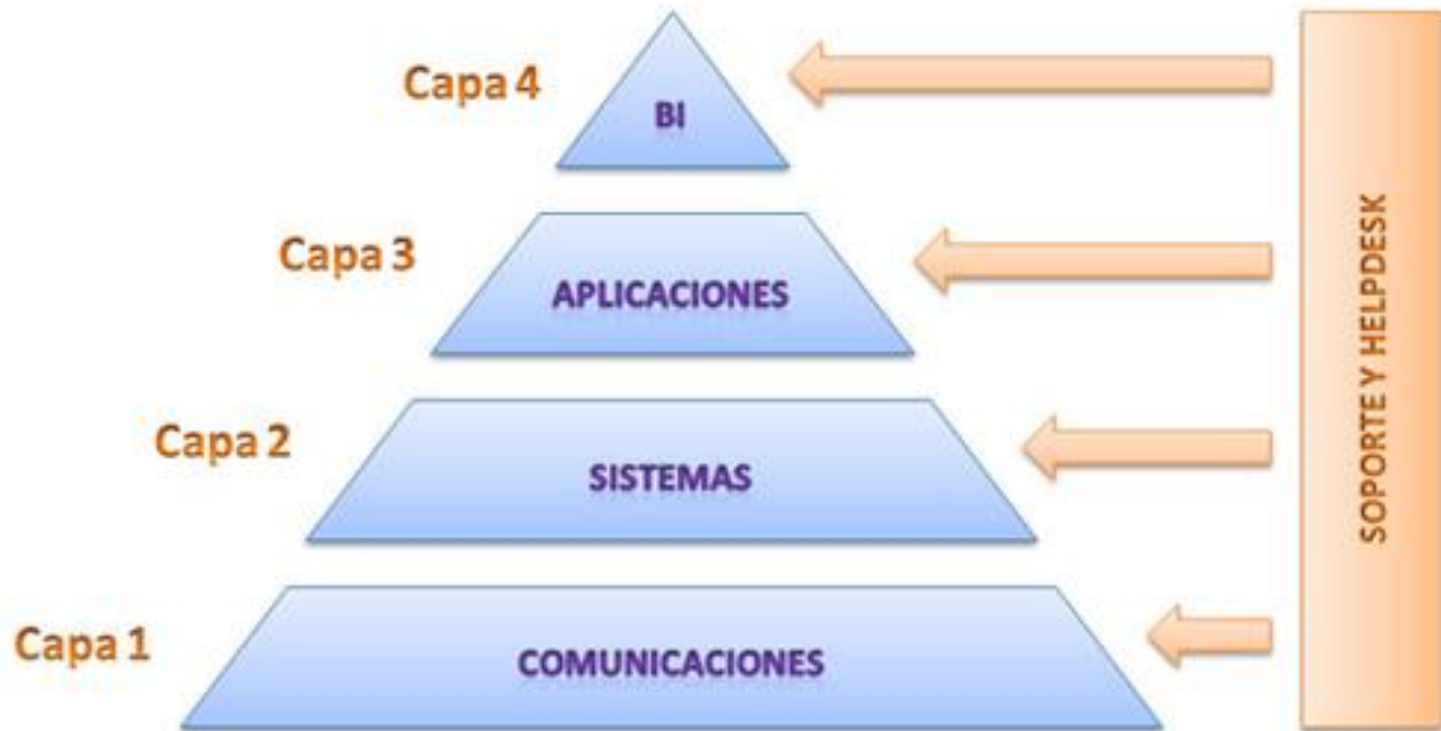 Capa 4
BI
Capa 3
APLICACIONES
Capa 2
SISTEMAS
Capa 1
COMUNICACIONES
SOPORTE Y HELPDESK